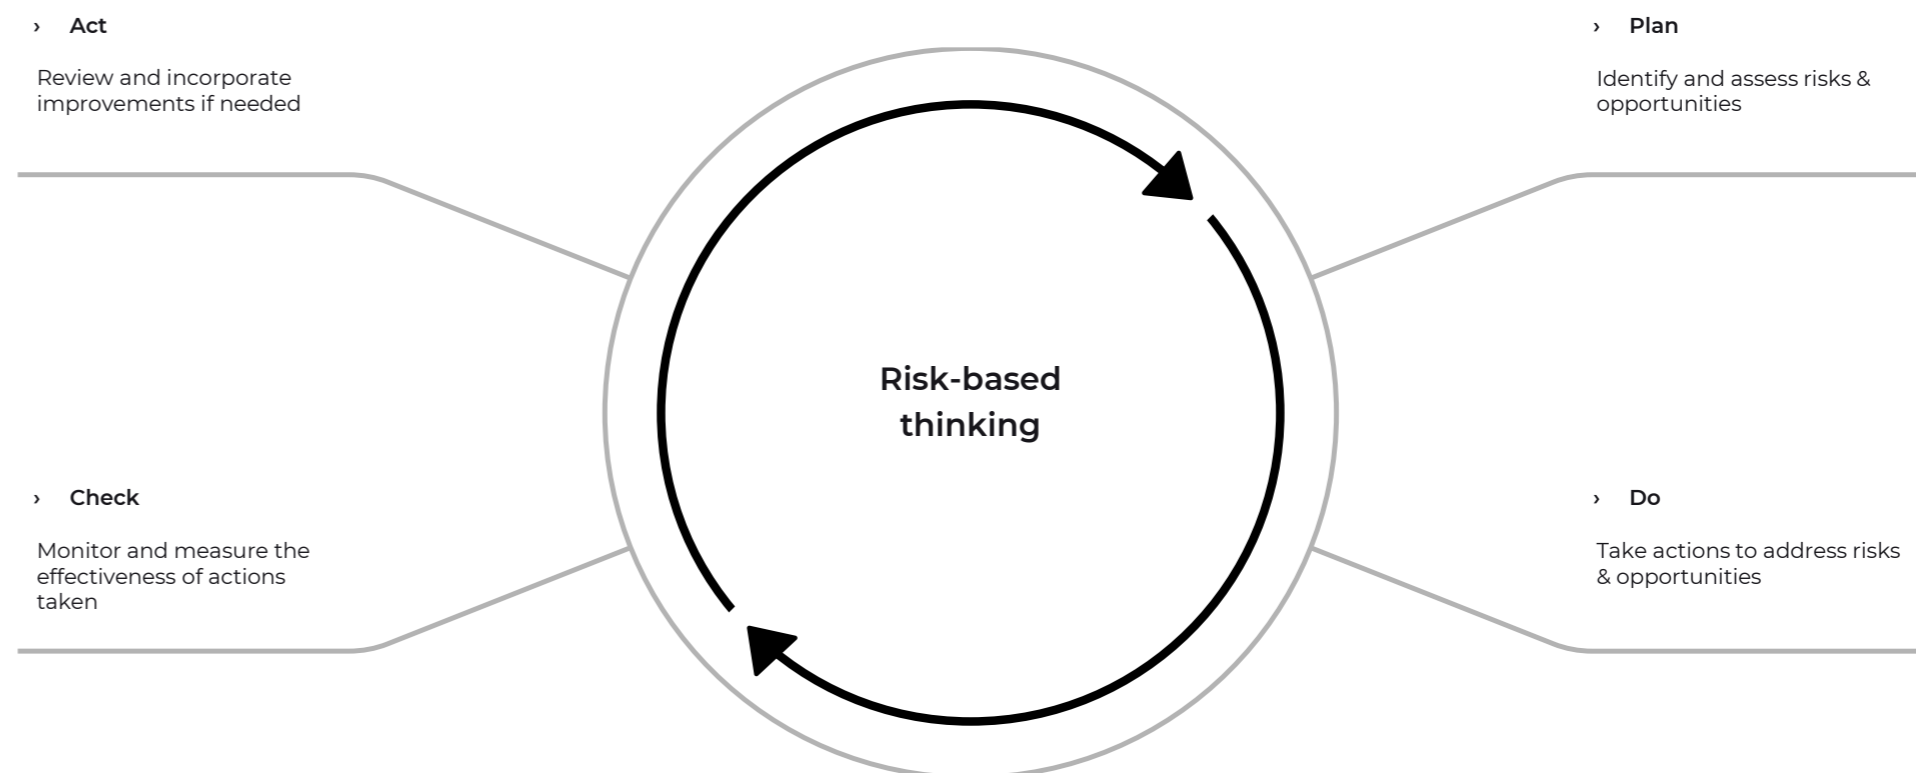 › Act
Review and incorporate
improvements if needed
› Plan
Identify and assess risks &
opportunities
Risk-based
thinking
› Check
Monitor and measure the
effectiveness of actions
taken
› Do
Take actions to address risks
& opportunities